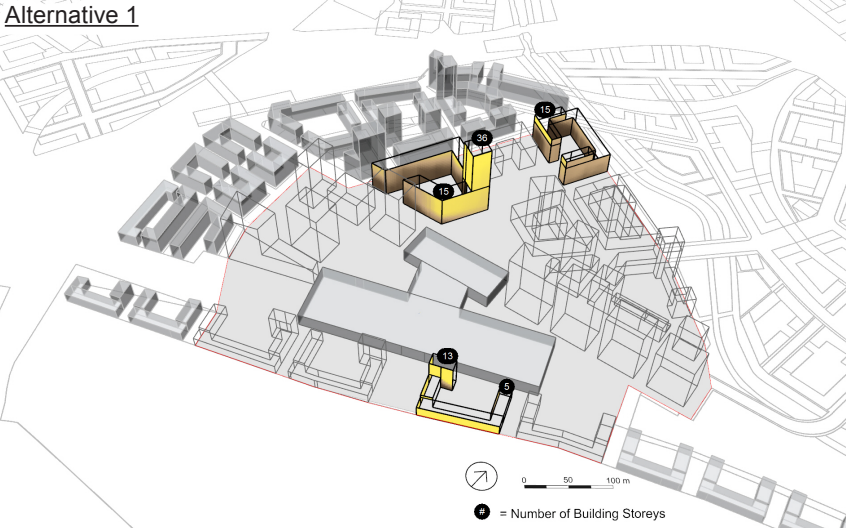 Alternative 1
15
36
15
13
5
0 50 100 m
# = Number of Building Storeys